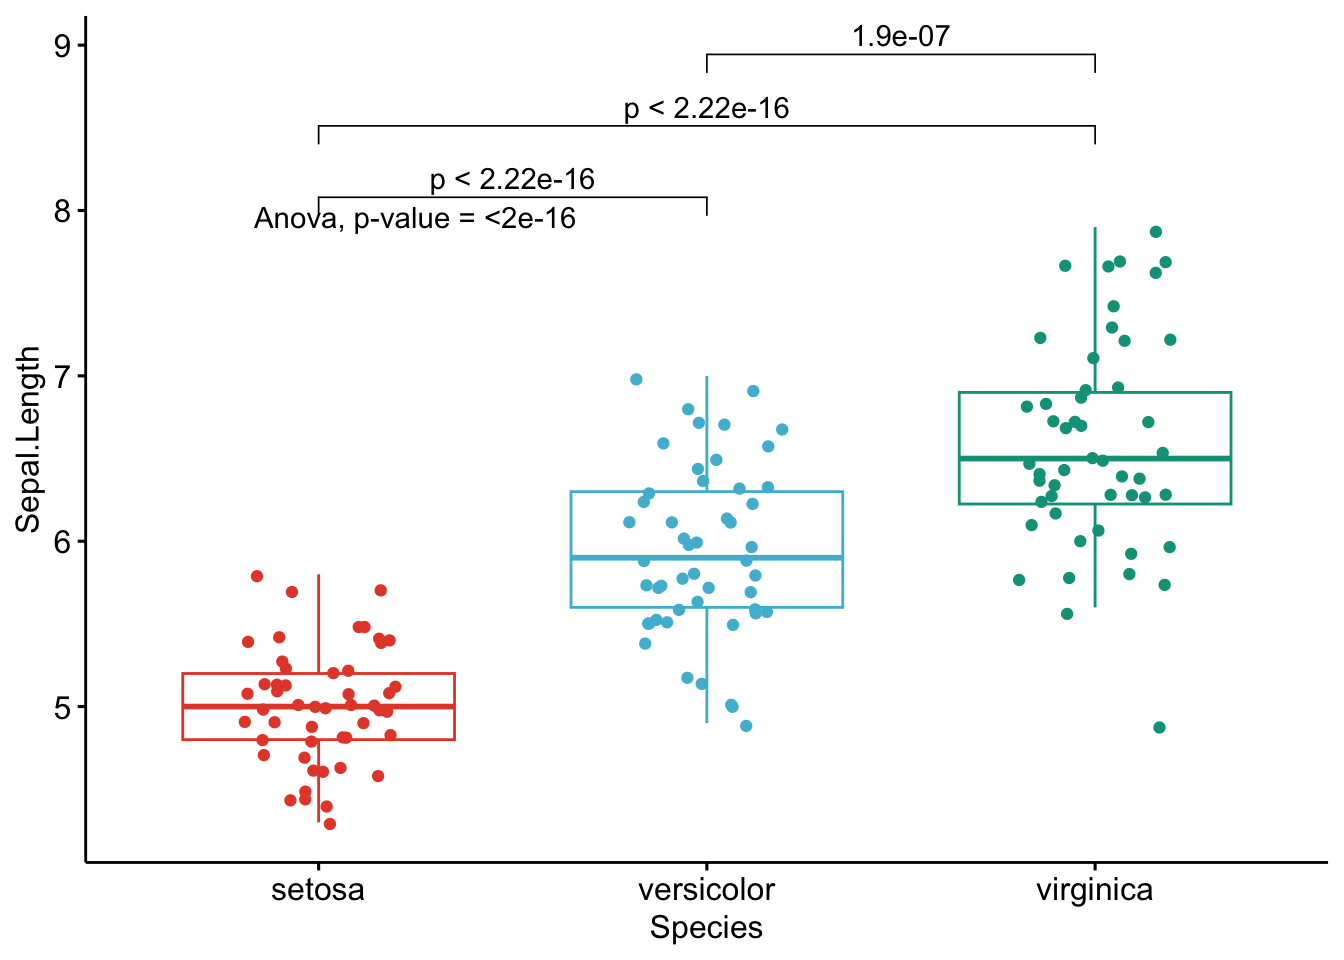 9
1.9e-07
p < 2.22e-16
p < 2.22e-16
8
Anova, p-value = <2e-16
7
Sepal.Length
6
5
setosa versicolor virginica
Species